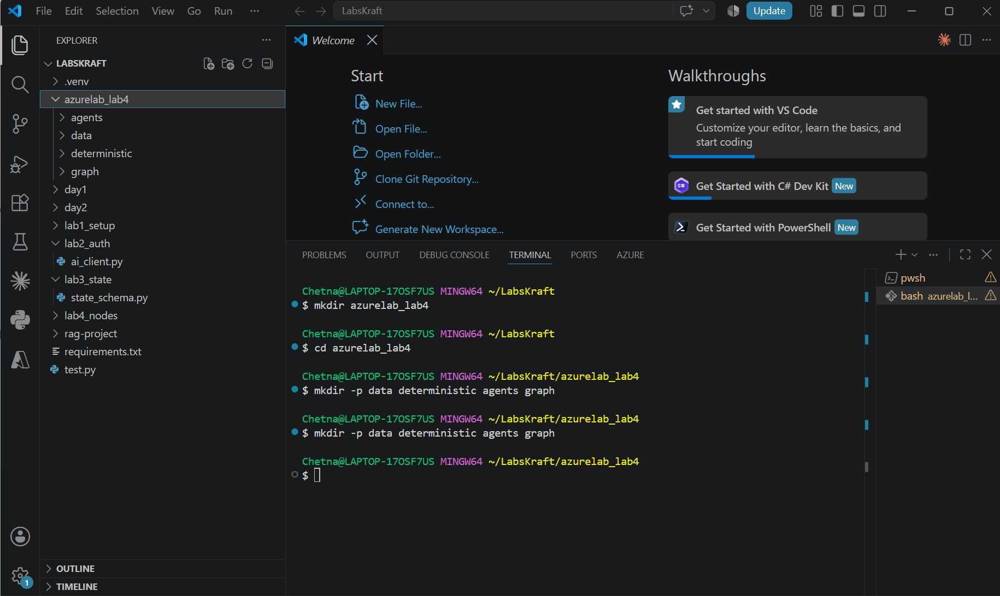 File Edit Selection View Go Run ···
LabsKraft
Update
EXPLORER
LABSKRAFT
.venv
azurelab_lab4
agents
data
deterministic
graph
day1
day2
lab1_setup
lab2_auth
ai_client.py
lab3_state
state_schema.py
lab4_nodes
rag-project
requirements.txt
test.py
OUTLINE
TIMELINE
1
Welcome
Start
New File...
Open File...
Open Folder...
Clone Git Repository...
Connect to...
Generate New Workspace...
Walkthroughs
Get started with VS Code
Customize your editor, learn the basics, and
start coding
C#
Get Started with C# Dev Kit New
Get Started with PowerShell New
PROBLEMS OUTPUT DEBUG CONSOLE TERMINAL PORTS AZURE
Chetna@LAPTOP-17OSF7US MINGW64 ~/LabsKraft
$ mkdir azurelab_lab4
Chetna@LAPTOP-17OSF7US MINGW64 ~/LabsKraft
$ cd azurelab_lab4
Chetna@LAPTOP-17OSF7US MINGW64 ~/LabsKraft/azurelab_lab4
$ mkdir -p data deterministic agents graph
Chetna@LAPTOP-17OSF7US MINGW64 ~/LabsKraft/azurelab_lab4
$ mkdir -p data deterministic agents graph
Chetna@LAPTOP-17OSF7US MINGW64 ~/LabsKraft/azurelab_lab4
$
pwsh
bash azurelab_l...